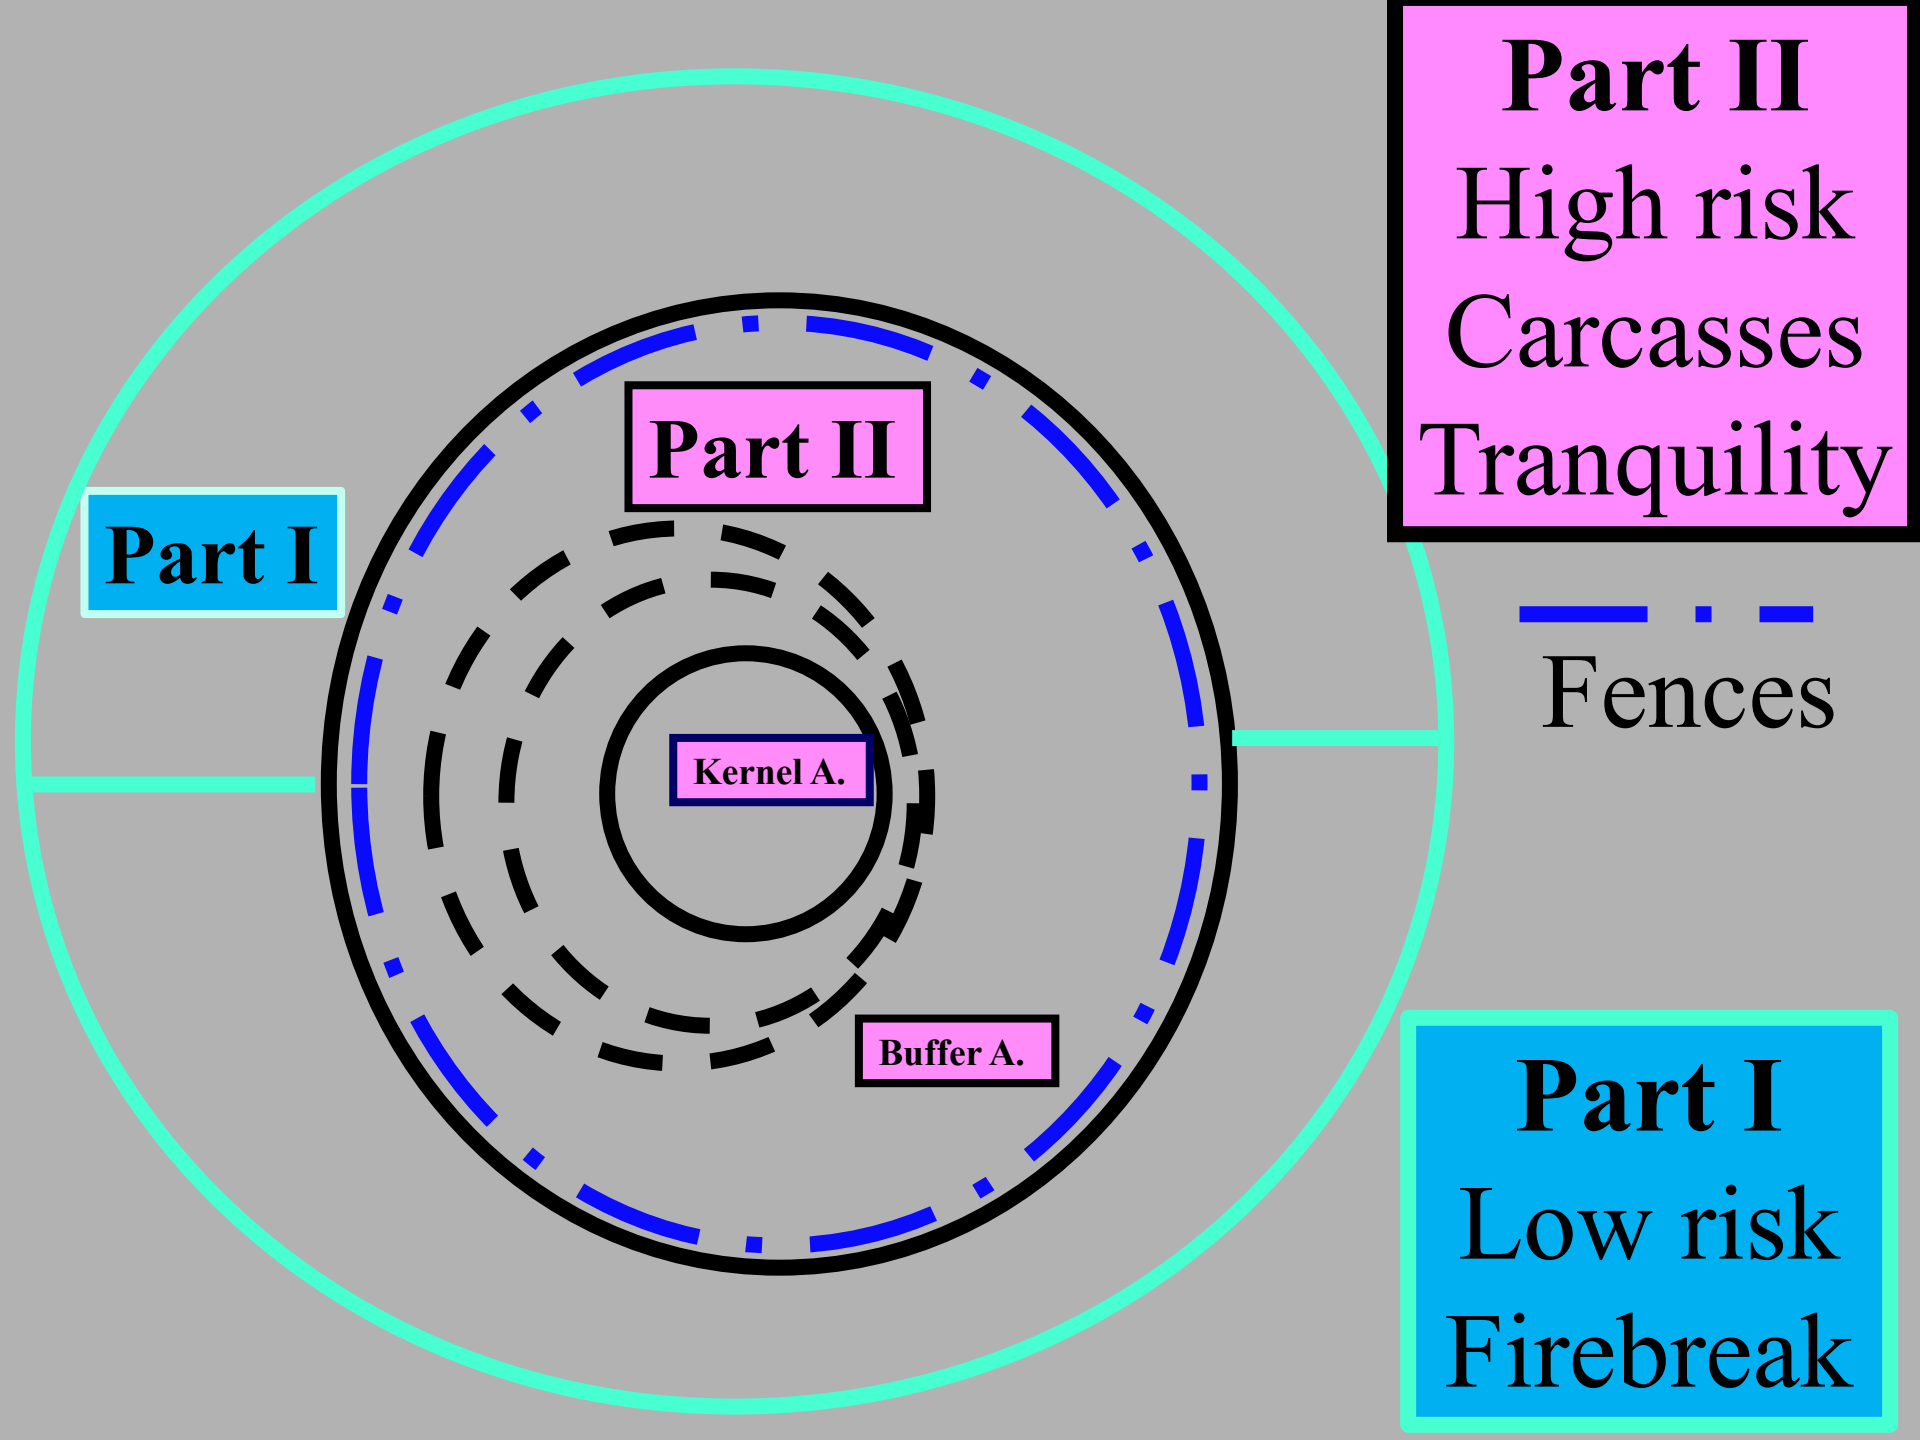 Part II
High risk
Carcasses
Tranquility
Part II
Part I
Fences
Kernel A.
Buffer A.
Part I
Low risk
Firebreak